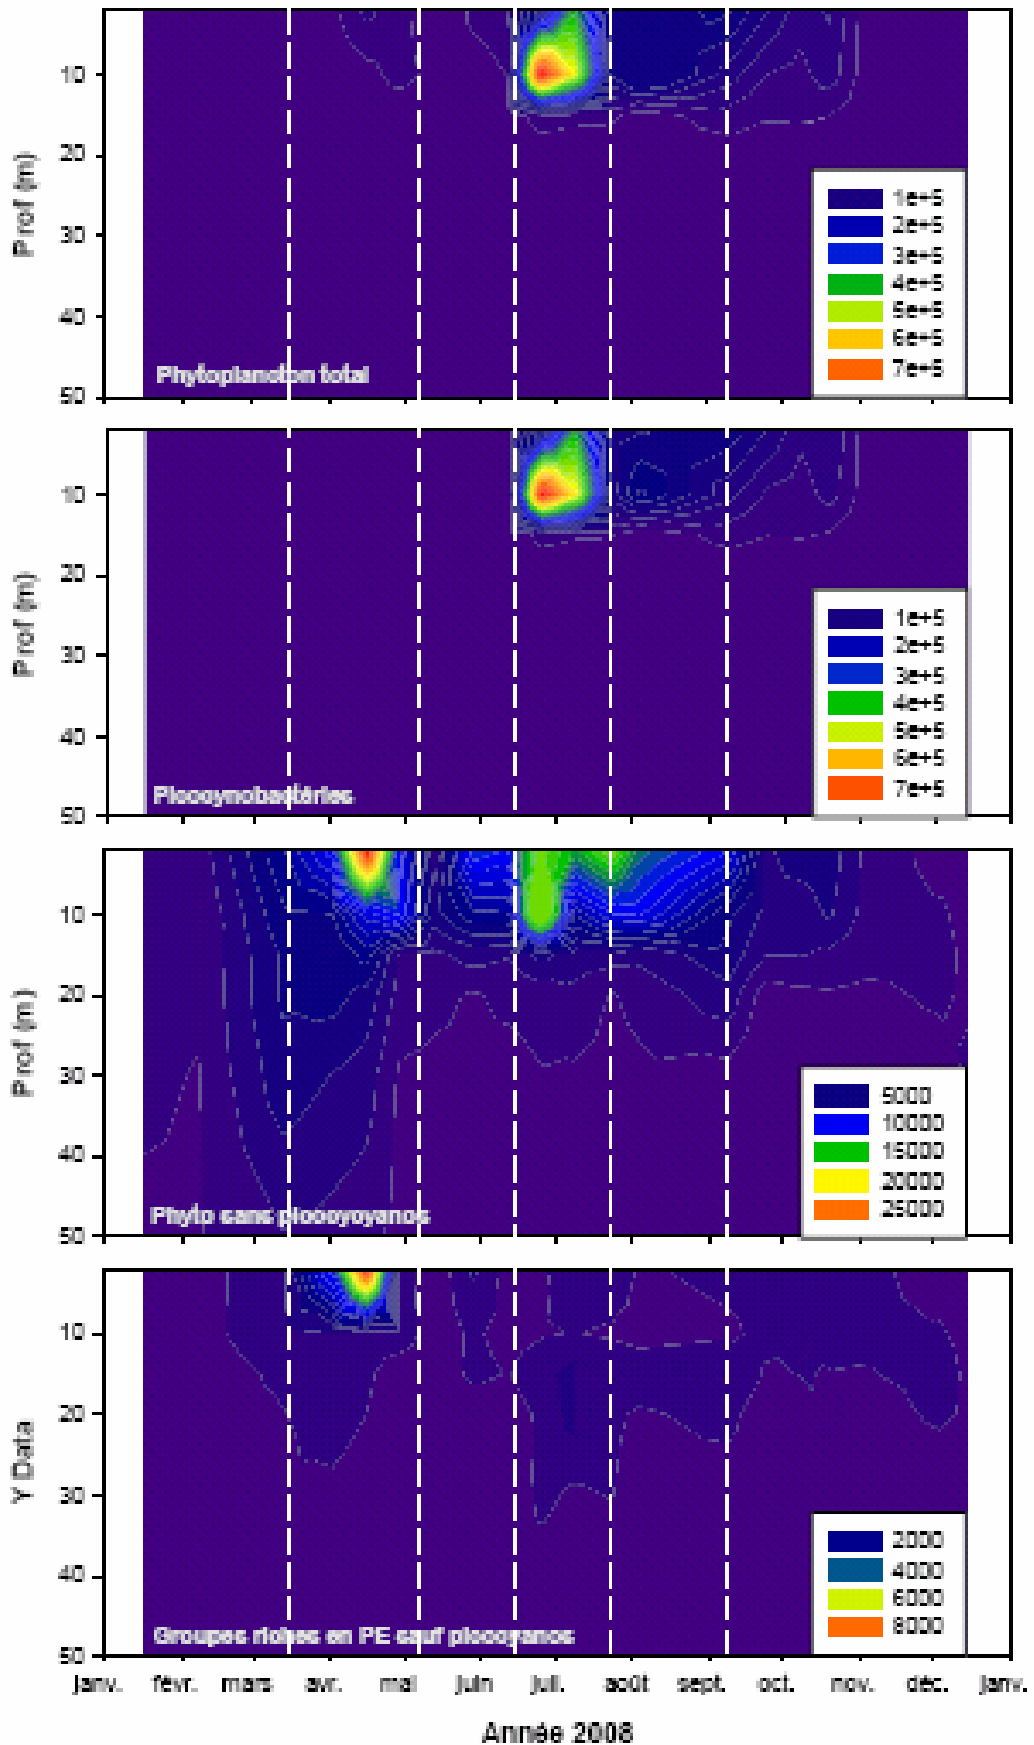 10
20
30
40
50
Prof (m)
Phytoplancton total
1e+5
2e+5
3e+5
4e+5
5e+5
6e+5
7e+5
10
20
30
40
50
Prof (m)
Picocynobactéries
1e+5
2e+5
3e+5
4e+5
5e+5
6e+5
7e+5
10
20
30
40
50
Prof (m)
Phyto sans picocycyanos
5000
10000
15000
20000
25000
10
20
30
40
50
Y Data
Groupes riches en PE sauf picocyanos
2000
4000
6000
8000
janv. févr. mars avr. mai juin juil. août sept. oct. nov. déc. janv.
Année 2008